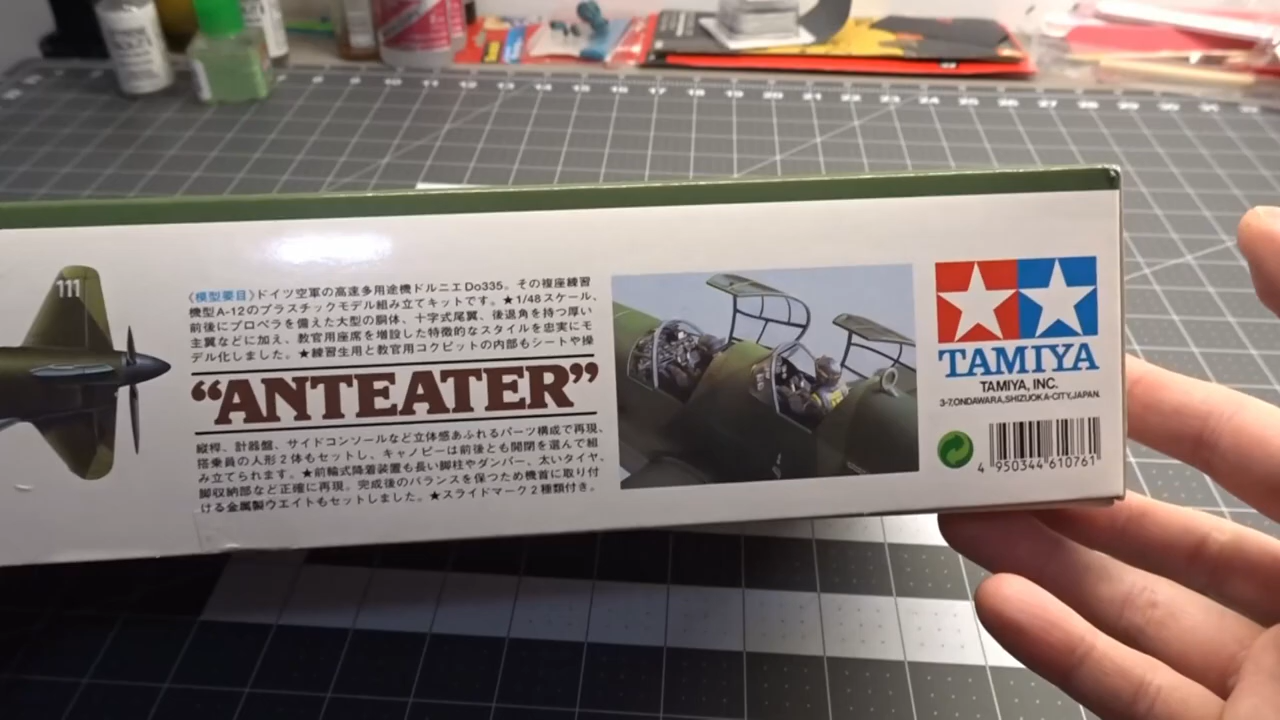 111
《模型要目》ドイツ空軍の高速多用途機ドルニエDo335。その複座練習
機型A-12のプラスチックモデル組み立てキットです。★1/48スケール、
前後にプロペラを備えた大型の胴体、十字式尾翼、後退角を持つ厚い
主翼などに加え、教官用座席を増設した特徴的なスタイルを忠実にモ
デル化しました。★練習生用と教官用コクピットの内部もシートや操
“ANTEATER”
縦桿、計器盤、サイドコンソールなど立体感あふれるパーツ構成で再現、
搭乗員の人形2体もセットし、キャノピーは前後とも開閉を選んで組
み立てられます。★前輪式降着装置も長い脚柱やダンパー、太いタイヤ、
脚収納部など正確に再現。完成後のバランスを保つため機首に取り付
ける金属製ウエイトもセットしました。★スライドマーク2種類付き。
TAMIYA
TAMIYA, INC.
3-7,ONDAWARA,SHIZUOKA-CITY,JAPAN.
4 950344 610761